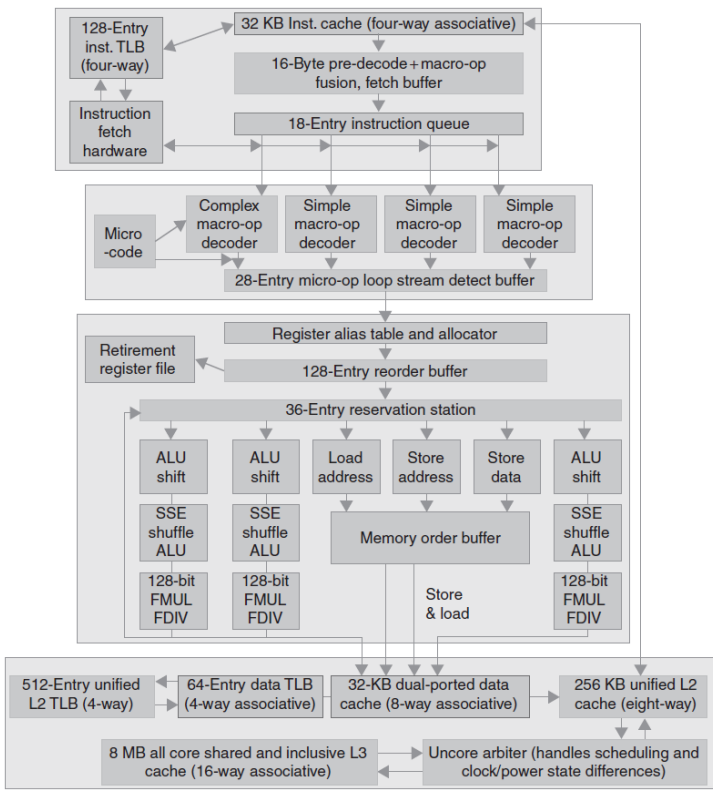 128-Entry
inst. TLB
(four-way)
32 KB Inst. cache (four-way associative)
16-Byte pre-decode+macro-op
fusion, fetch buffer
Instruction
fetch
hardware
18-Entry instruction queue
Micro
-code
Complex
macro-op
decoder
Simple
macro-op
decoder
Simple
macro-op
decoder
Simple
macro-op
decoder
28-Entry micro-op loop stream detect buffer
Register alias table and allocator
Retirement
register file
128-Entry reorder buffer
36-Entry reservation station
ALU
shift
ALU
shift
Load
address
Store
address
Store
data
ALU
shift
SSE
shuffle
ALU
SSE
shuffle
ALU
Memory order buffer
SSE
shuffle
ALU
128-bit
FMUL
FDIV
128-bit
FMUL
FDIV
Store
& load
128-bit
FMUL
FDIV
512-Entry unified
L2 TLB (4-way)
64-Entry data TLB
(4-way associative)
32-KB dual-ported data
cache (8-way associative)
256 KB unified L2
cache (eight-way)
8 MB all core shared and inclusive L3
cache (16-way associative)
Uncore arbiter (handles scheduling and
clock/power state differences)